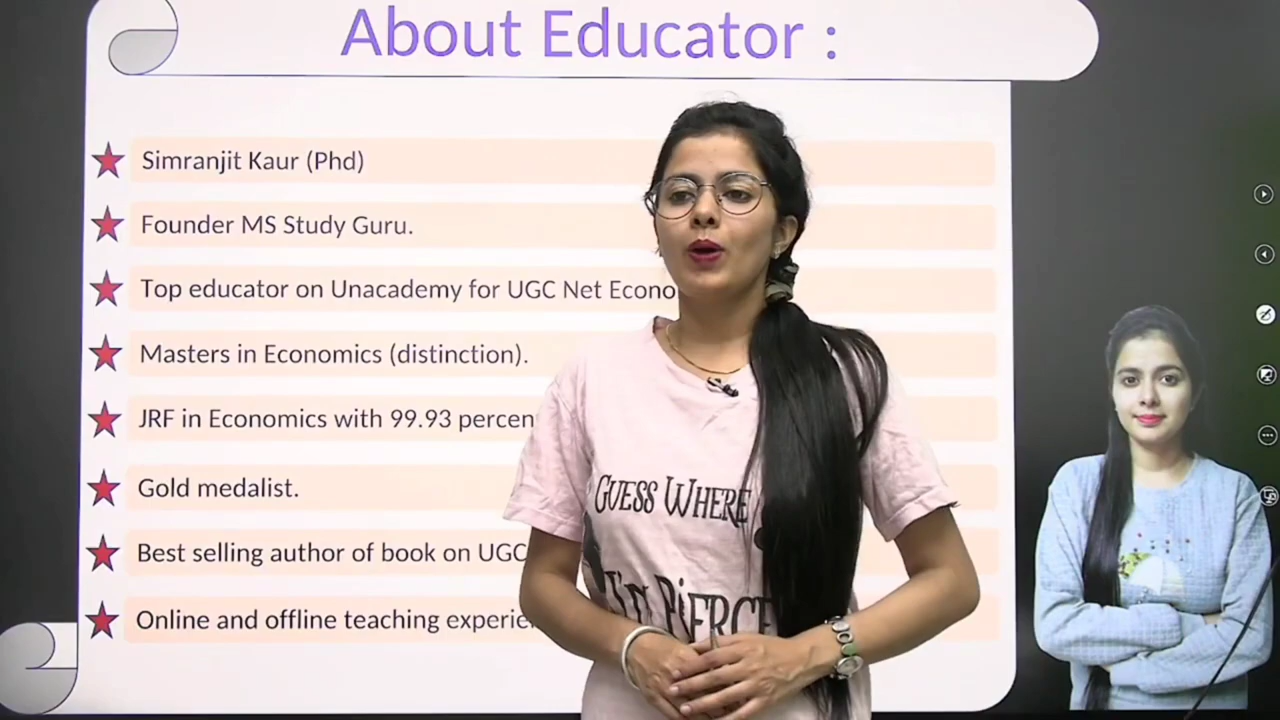 About Educator :
Simranjit Kaur (Phd)
Founder MS Study Guru.
Top educator on Unacademy for UGC Net Econo
Masters in Economics (distinction).
JRF in Economics with 99.93 percen
Gold medalist.
Best selling author of book on UGC
Online and offline teaching experie
GUESS WHERE
I'm PiERCE